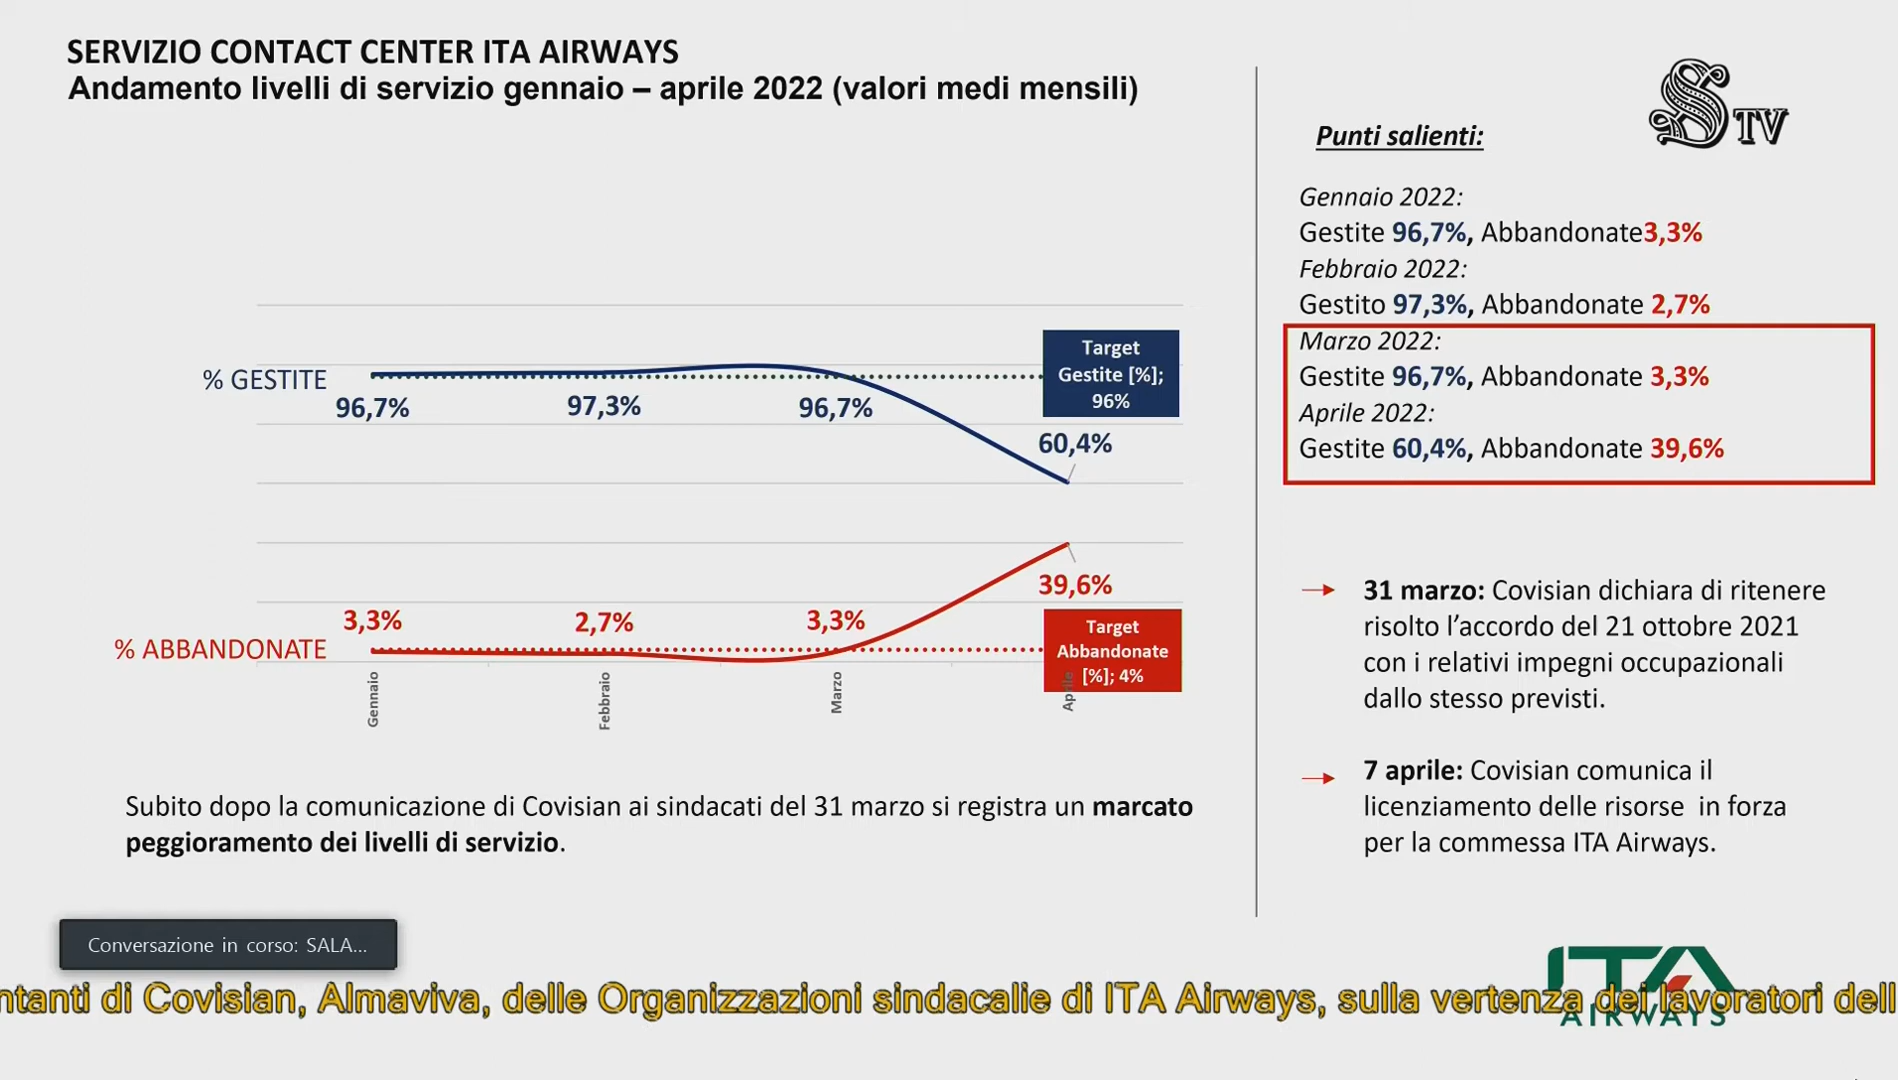 SERVIZIO CONTACT CENTER ITA AIRWAYS
Andamento livelli di servizio gennaio – aprile 2022 (valori medi mensili)
S TV
% GESTITE
96,7%
97,3%
96,7%
60,4%
Target
Gestite [%];
96%
% ABBANDONATE
3,3%
2,7%
3,3%
39,6%
Target
Abbandonate
[%]; 4%
Gennaio
Febbraio
Marzo
Aprile
Subito dopo la comunicazione di Covisian ai sindacati del 31 marzo si registra un marcato
peggioramento dei livelli di servizio.
Punti salienti:
Gennaio 2022:
Gestite 96,7%, Abbandonate3,3%
Febbraio 2022:
Gestito 97,3%, Abbandonate 2,7%
Marzo 2022:
Gestite 96,7%, Abbandonate 3,3%
Aprile 2022:
Gestite 60,4%, Abbandonate 39,6%
31 marzo: Covisian dichiara di ritenere
risolto l'accordo del 21 ottobre 2021
con i relativi impegni occupazionali
dallo stesso previsti.
7 aprile: Covisian comunica il
licenziamento delle risorse in forza
per la commessa ITA Airways.
Conversazione in corso: SALA...
ntanti di Covisian, Almaviva, delle Organizzazioni sindacalie di ITA Airways, sulla vertenza dei lavoratori dell
ITA
AIRWAYS